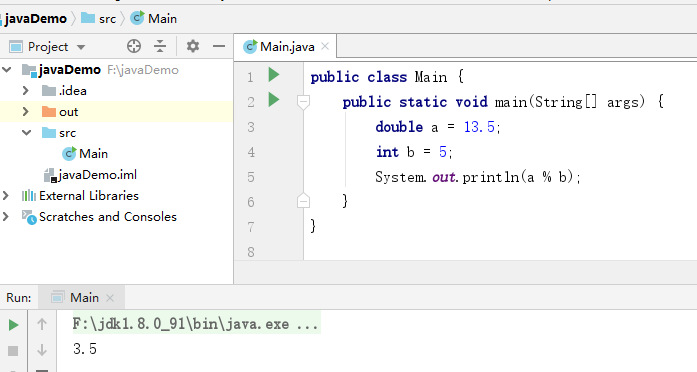 javaDemo src Main
Project
Main.java
javaDemo F:\javaDemo
.idea
out
src
Main
javaDemo.iml
External Libraries
Scratches and Consoles
1 public class Main {
2 public static void main(String[] args) {
3 double a = 13.5;
4 int b = 5;
5 System.out.println(a % b);
6 }
7 }
8
Run: Main
F:\jdk1.8.0_91\bin\java.exe ...
3.5